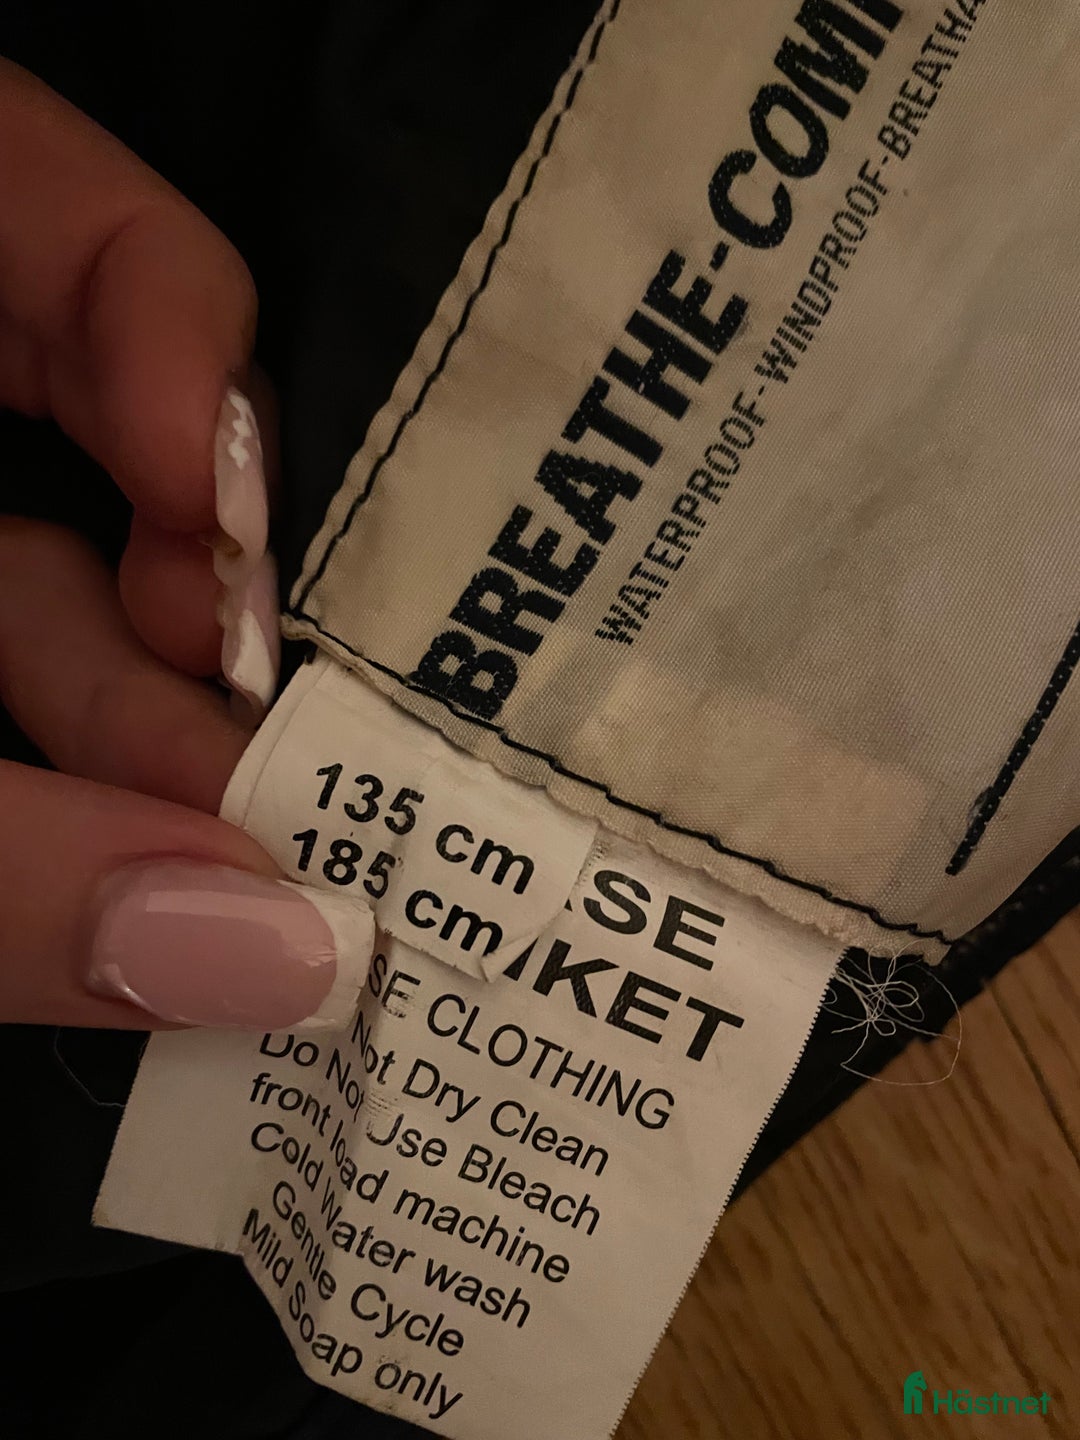 BREATHE-COM
WATERPROOF-WINDPROOF-BREATHA
135 cm
185 cm
SE
KET
SE CLOTHING
Not Dry Clean
Do Not Use Bleach
front load machine
Cold Water wash
Gentle Cycle
Mild Soap only
Hästnet